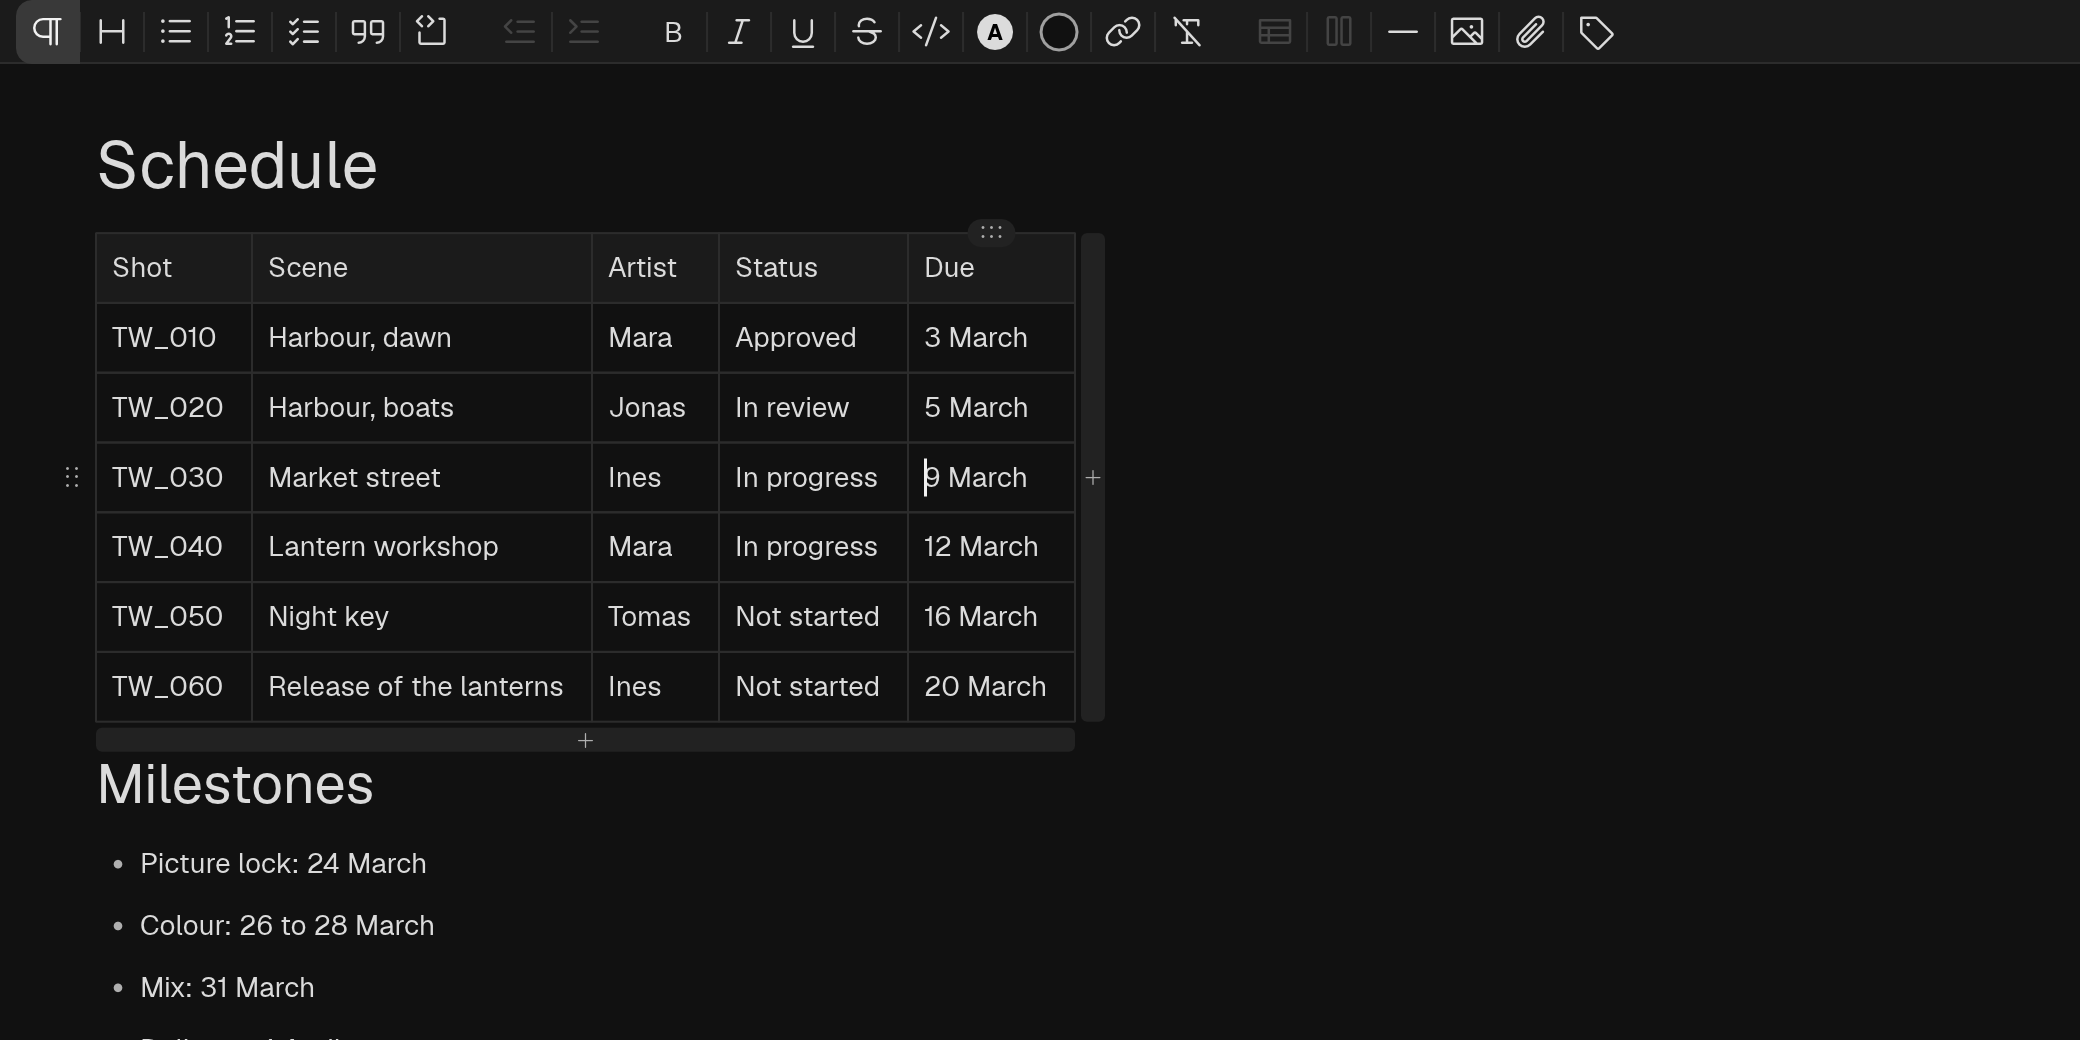 Schedule
Shot Scene Artist Status Due
TW_010 Harbour, dawn Mara Approved 3 March
TW_020 Harbour, boats Jonas In review 5 March
TW_030 Market street Ines In progress 9 March
TW_040 Lantern workshop Mara In progress 12 March
TW_050 Night key Tomas Not started 16 March
TW_060 Release of the lanterns Ines Not started 20 March
Milestones
• Picture lock: 24 March
• Colour: 26 to 28 March
• Mix: 31 March